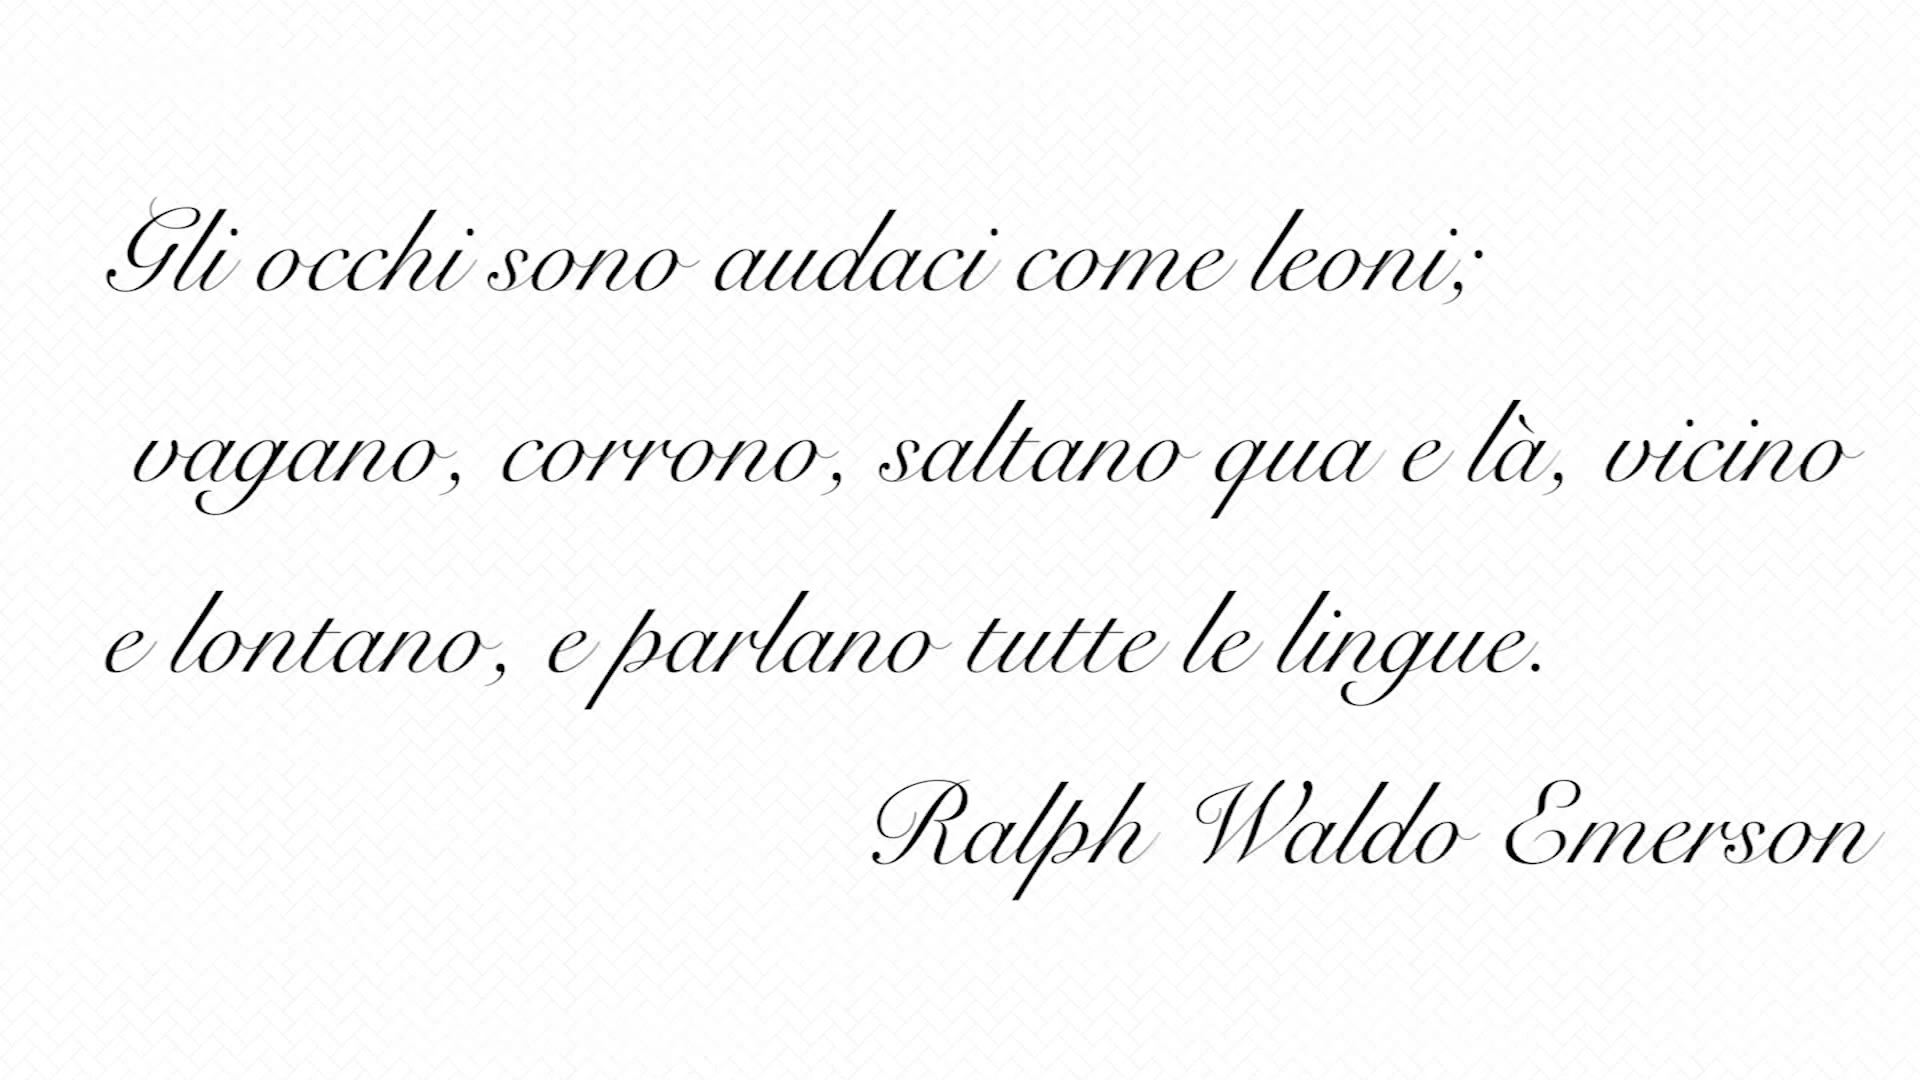 Gli occhi sono audaci come leoni;
vagano, corrono, saltano qua e là, vicino
e lontano, e parlano tutte le lingue.
Ralph Waldo Emerson